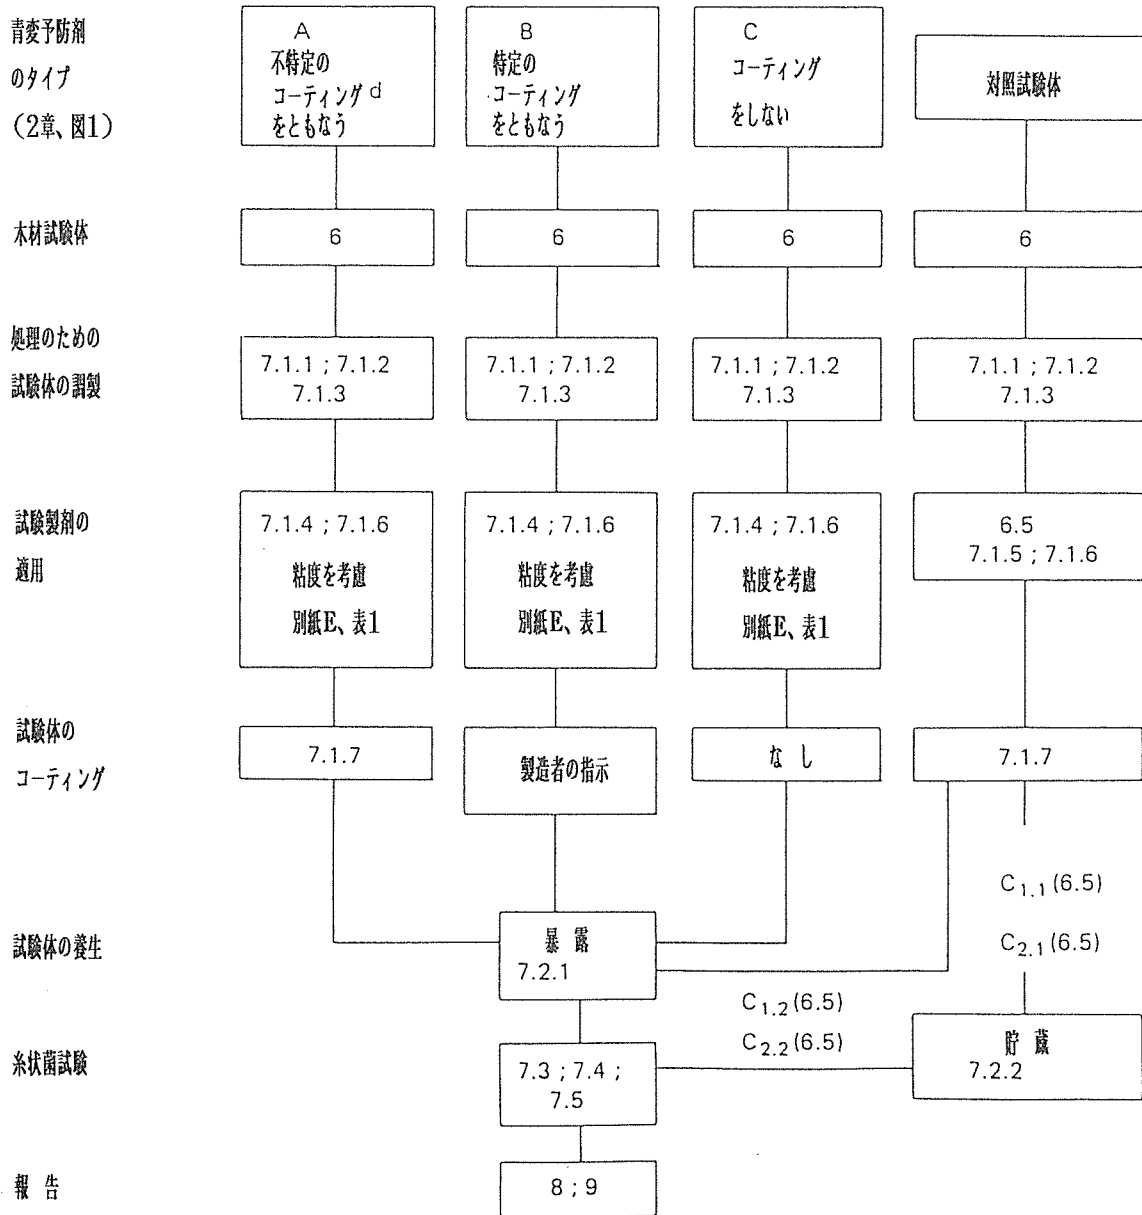 青変予防剤
のタイプ
(2章、図1)
A
不特定の
コーティング d
をともなう
B
特定の
コーティング
をともなう
C
コーティング
をしない
対照試験体
木材試験体
6
6
6
6
処理のための
試験体の調製
7.1.1 ; 7.1.2
7.1.3
7.1.1 ; 7.1.2
7.1.3
7.1.1 ; 7.1.2
7.1.3
7.1.1 ; 7.1.2
7.1.3
試験製剤の
適用
7.1.4 ; 7.1.6
粘度を考慮
別紙E、表1
7.1.4 ; 7.1.6
粘度を考慮
別紙E、表1
7.1.4 ; 7.1.6
粘度を考慮
別紙E、表1
6.5
7.1.5 ; 7.1.6
試験体の
コーティング
7.1.7
製造者の指示
なし
7.1.7
C1.1(6.5)
C2.1(6.5)
試験体の養生
暴露
7.2.1
C1.2(6.5)
C2.2(6.5)
貯蔵
7.2.2
糸状菌試験
7.3 ; 7.4 ;
7.5
報告
8 ; 9